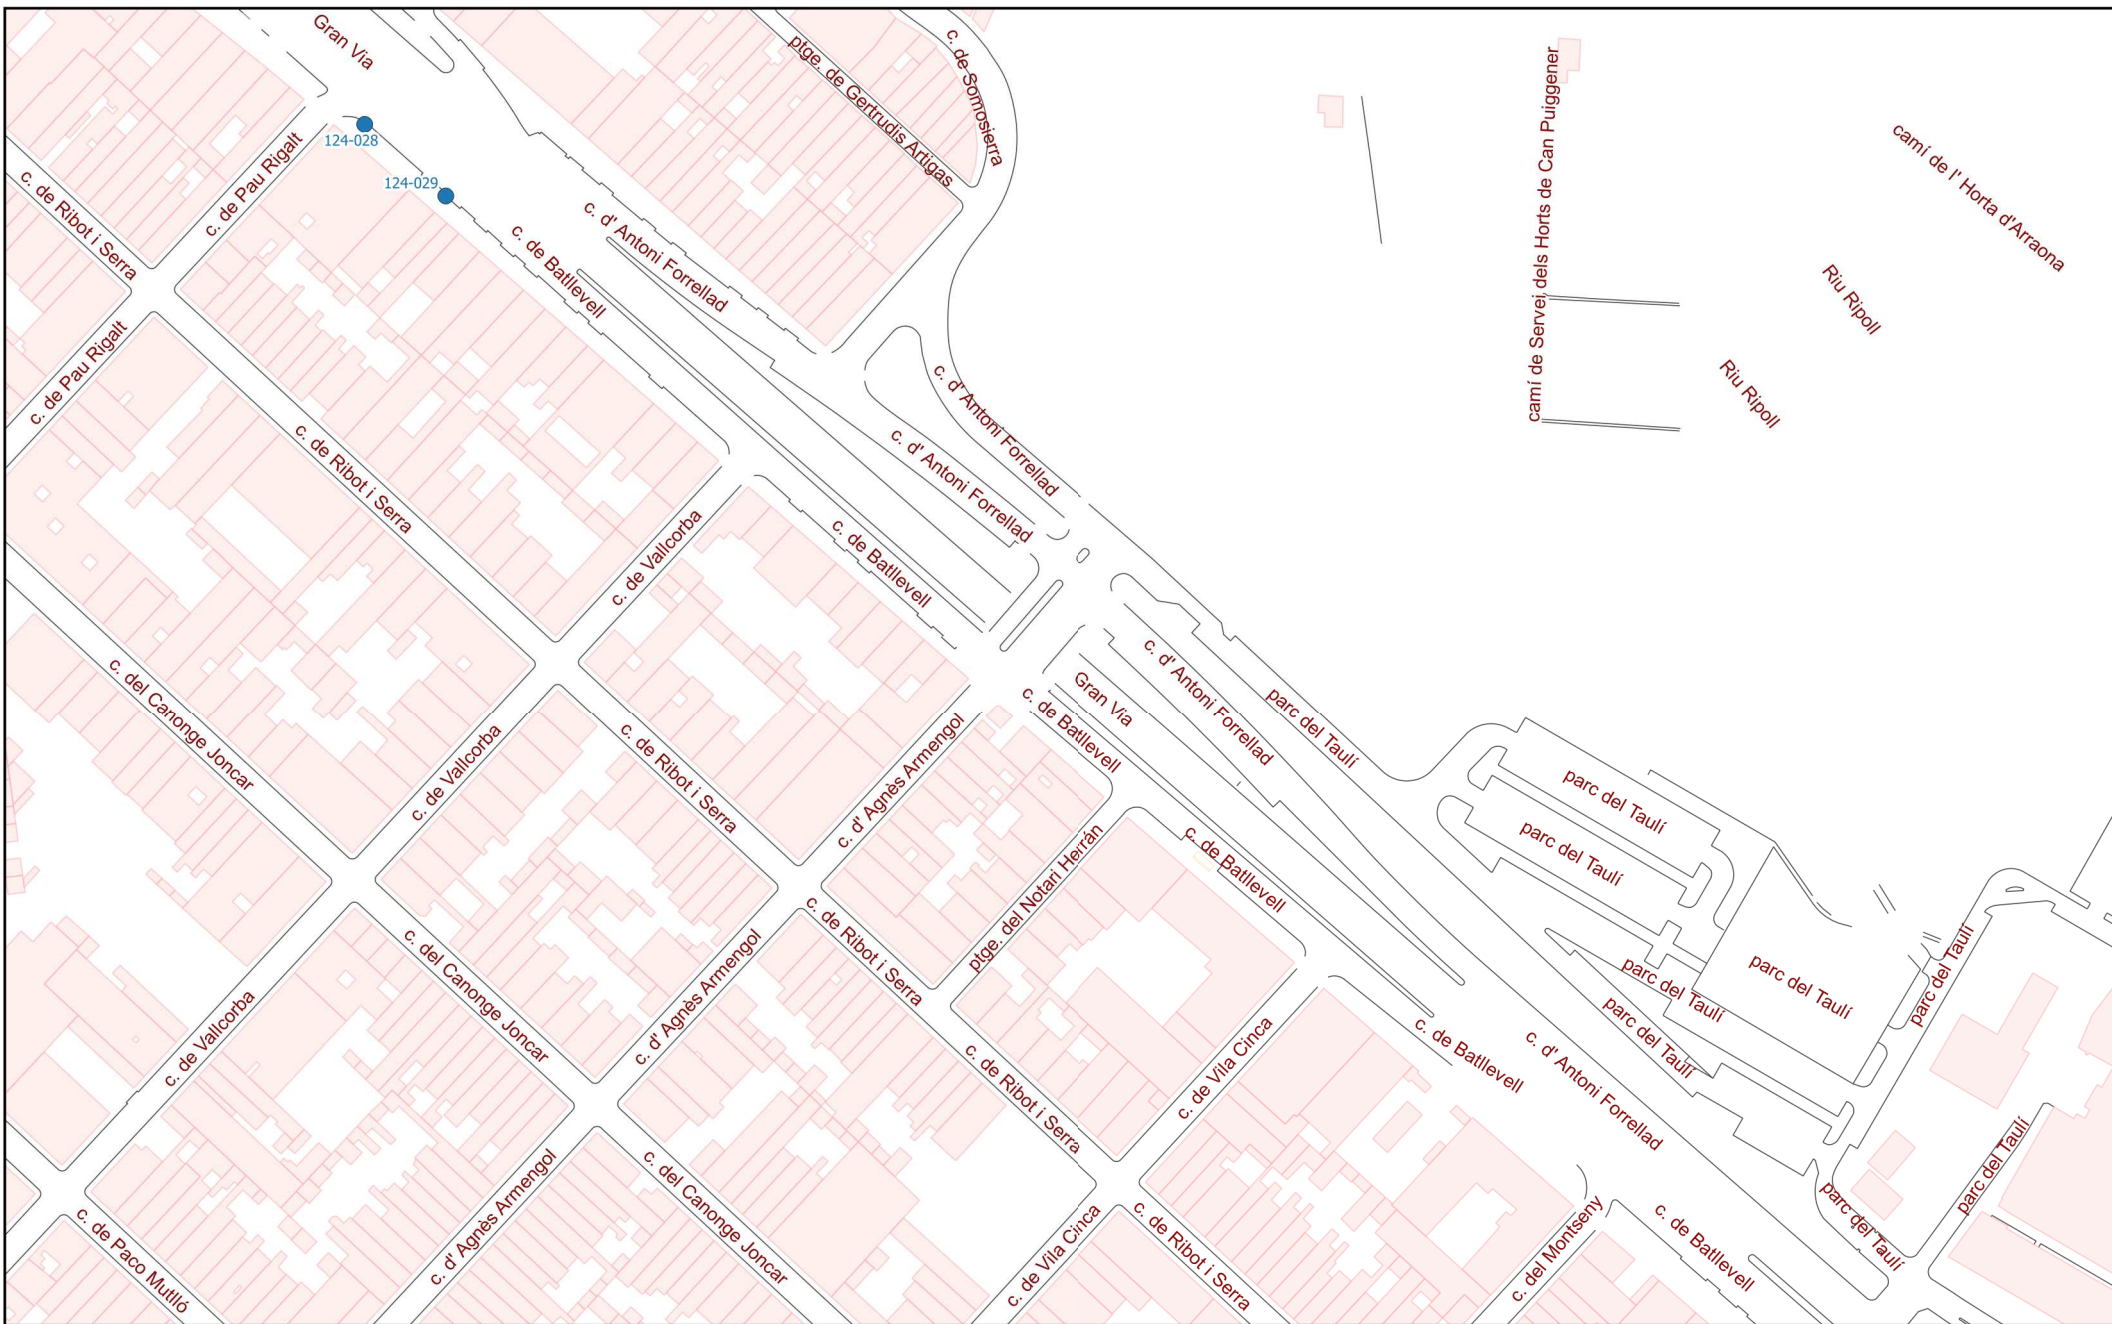 Gran Via
ptge. de Gertrudis Artigas
c. de Somosierra
camí de Servei dels Horts de Can Puiggener
camí de l' Horta d'Arraona
124-028
c. de Pau Rigalt
124-029
c. de Ribot i Serra
c. de Batllevell
c. d' Antoni Forrellad
Riu Ripoll
Riu Ripoll
c. de Pau Rigalt
c. de Ribot i Serra
c. d' Antoni Forrellad
c. d' Antoni Forrellad
c. de Vallcorba
c. de Batllevell
c. del Canonge Joncar
c. de Vallcorba
c. de Ribot i Serra
c. d' Agnès Armengol
c. de Batllevell
Gran Via
c. d' Antoni Forrellad
parc del Taulí
parc del Taulí
parc del Taulí
ptge. del Notari Herrán
c. de Batllevell
c. de Vallcorba
c. del Canonge Joncar
c. d' Agnès Armengol
c. de Ribot i Serra
c. de Ribot i Serra
c. de Vila Cinca
c. de Batllevell
c. d' Antoni Forrellad
parc del Taulí
parc del Taulí
parc del Taulí
parc del Taulí
c. de Paco Mutlló
c. d' Agnès Armengol
c. del Canonge Joncar
c. de Vila Cinca
c. de Ribot i Serra
c. del Montseny
c. de Batllevell
parc del Taulí
parc del Taulí